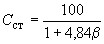 Cст = 100 / (1 + 4,84β)